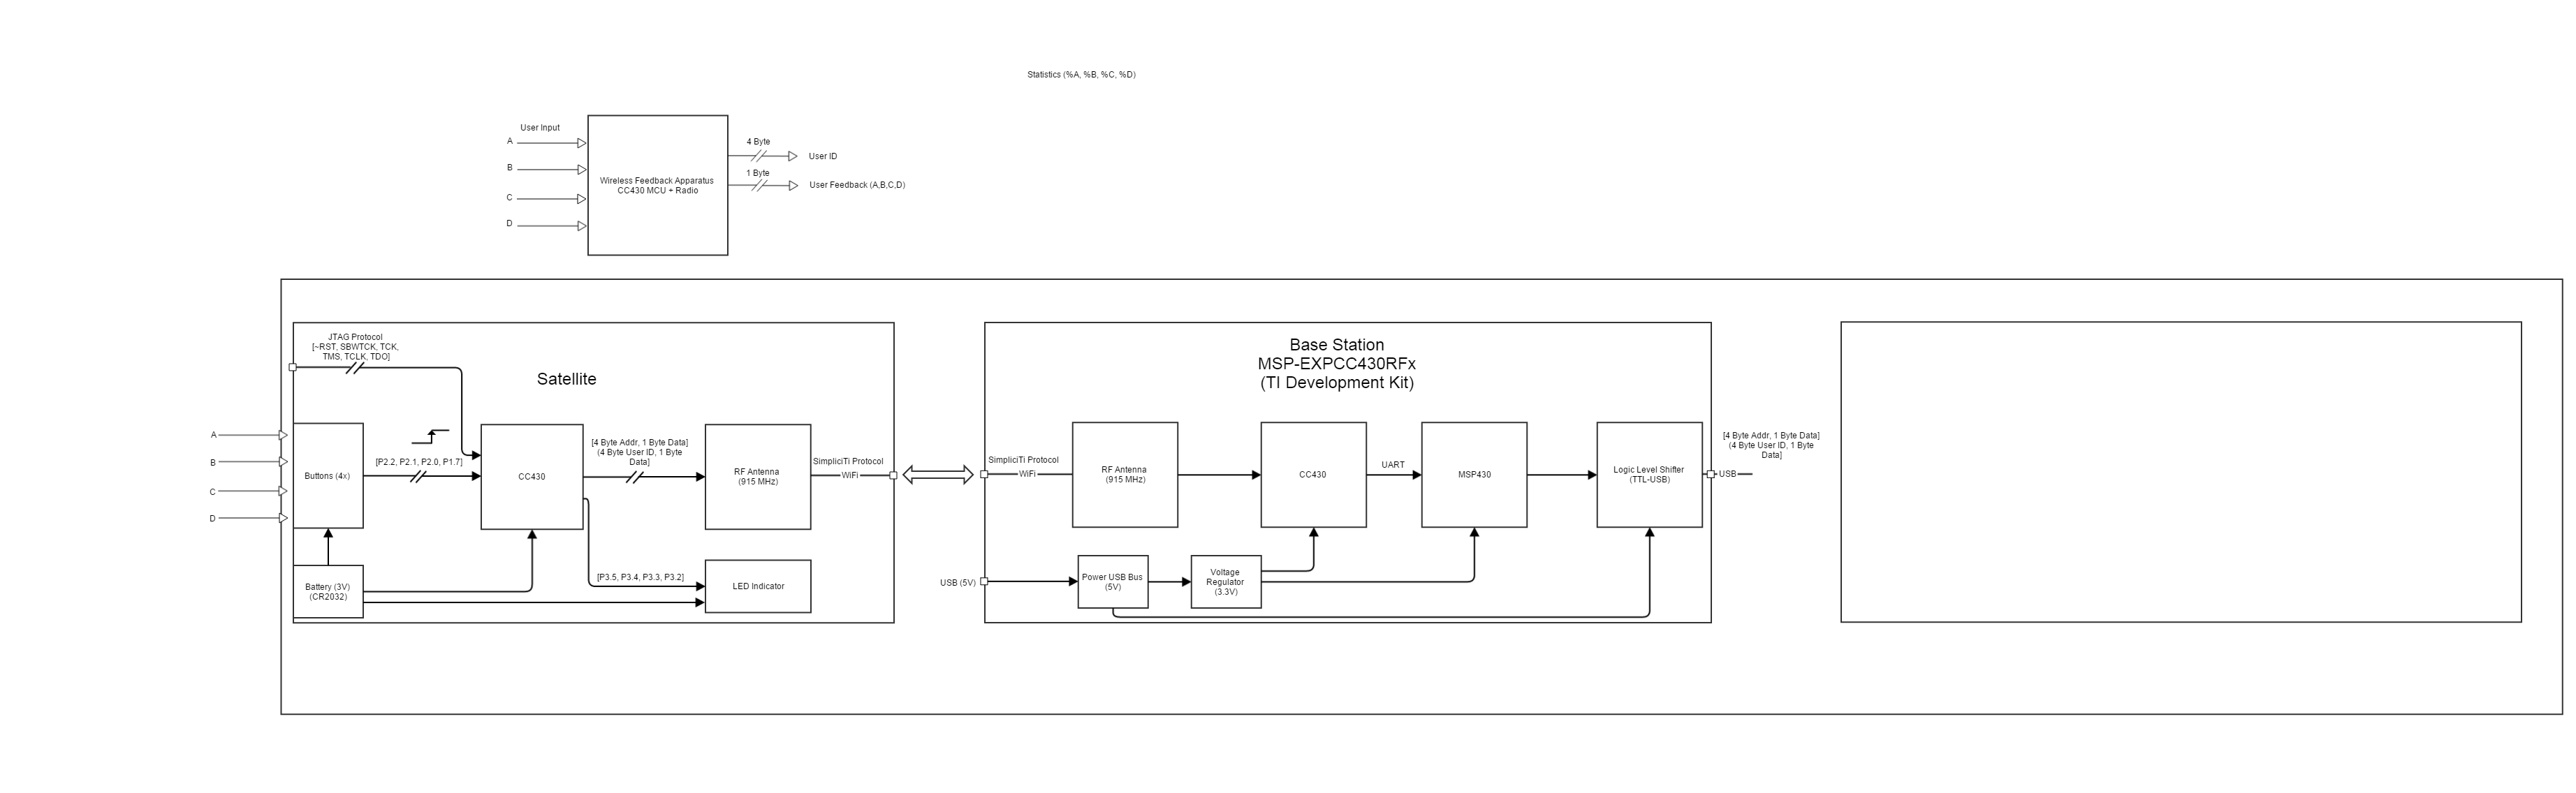 Statistics (%A, %B, %C, %D)
User Input
A
B
C
D
Wireless Feedback Apparatus
CC430 MCU + Radio
4 Byte
User ID
1 Byte
User Feedback (A,B,C,D)
JTAG Protocol
[~RST, SBWTCK, TCK,
TMS, TCLK, TDO]
Satellite
A
B
C
D
Buttons (4x)
[P2.2, P2.1, P2.0, P1.7]
CC430
[4 Byte Addr, 1 Byte Data]
(4 Byte User ID, 1 Byte
Data]
RF Antenna
(915 MHz)
SimpliciTi Protocol
WiFi
Battery (3V)
(CR2032)
[P3.5, P3.4, P3.3, P3.2]
LED Indicator
Base Station
MSP-EXPCC430RFx
(TI Development Kit)
SimpliciTi Protocol
WiFi
RF Antenna
(915 MHz)
CC430
UART
MSP430
Logic Level Shifter
(TTL-USB)
USB
[4 Byte Addr, 1 Byte Data]
(4 Byte User ID, 1 Byte
Data]
USB (5V)
Power USB Bus
(5V)
Voltage
Regulator
(3.3V)